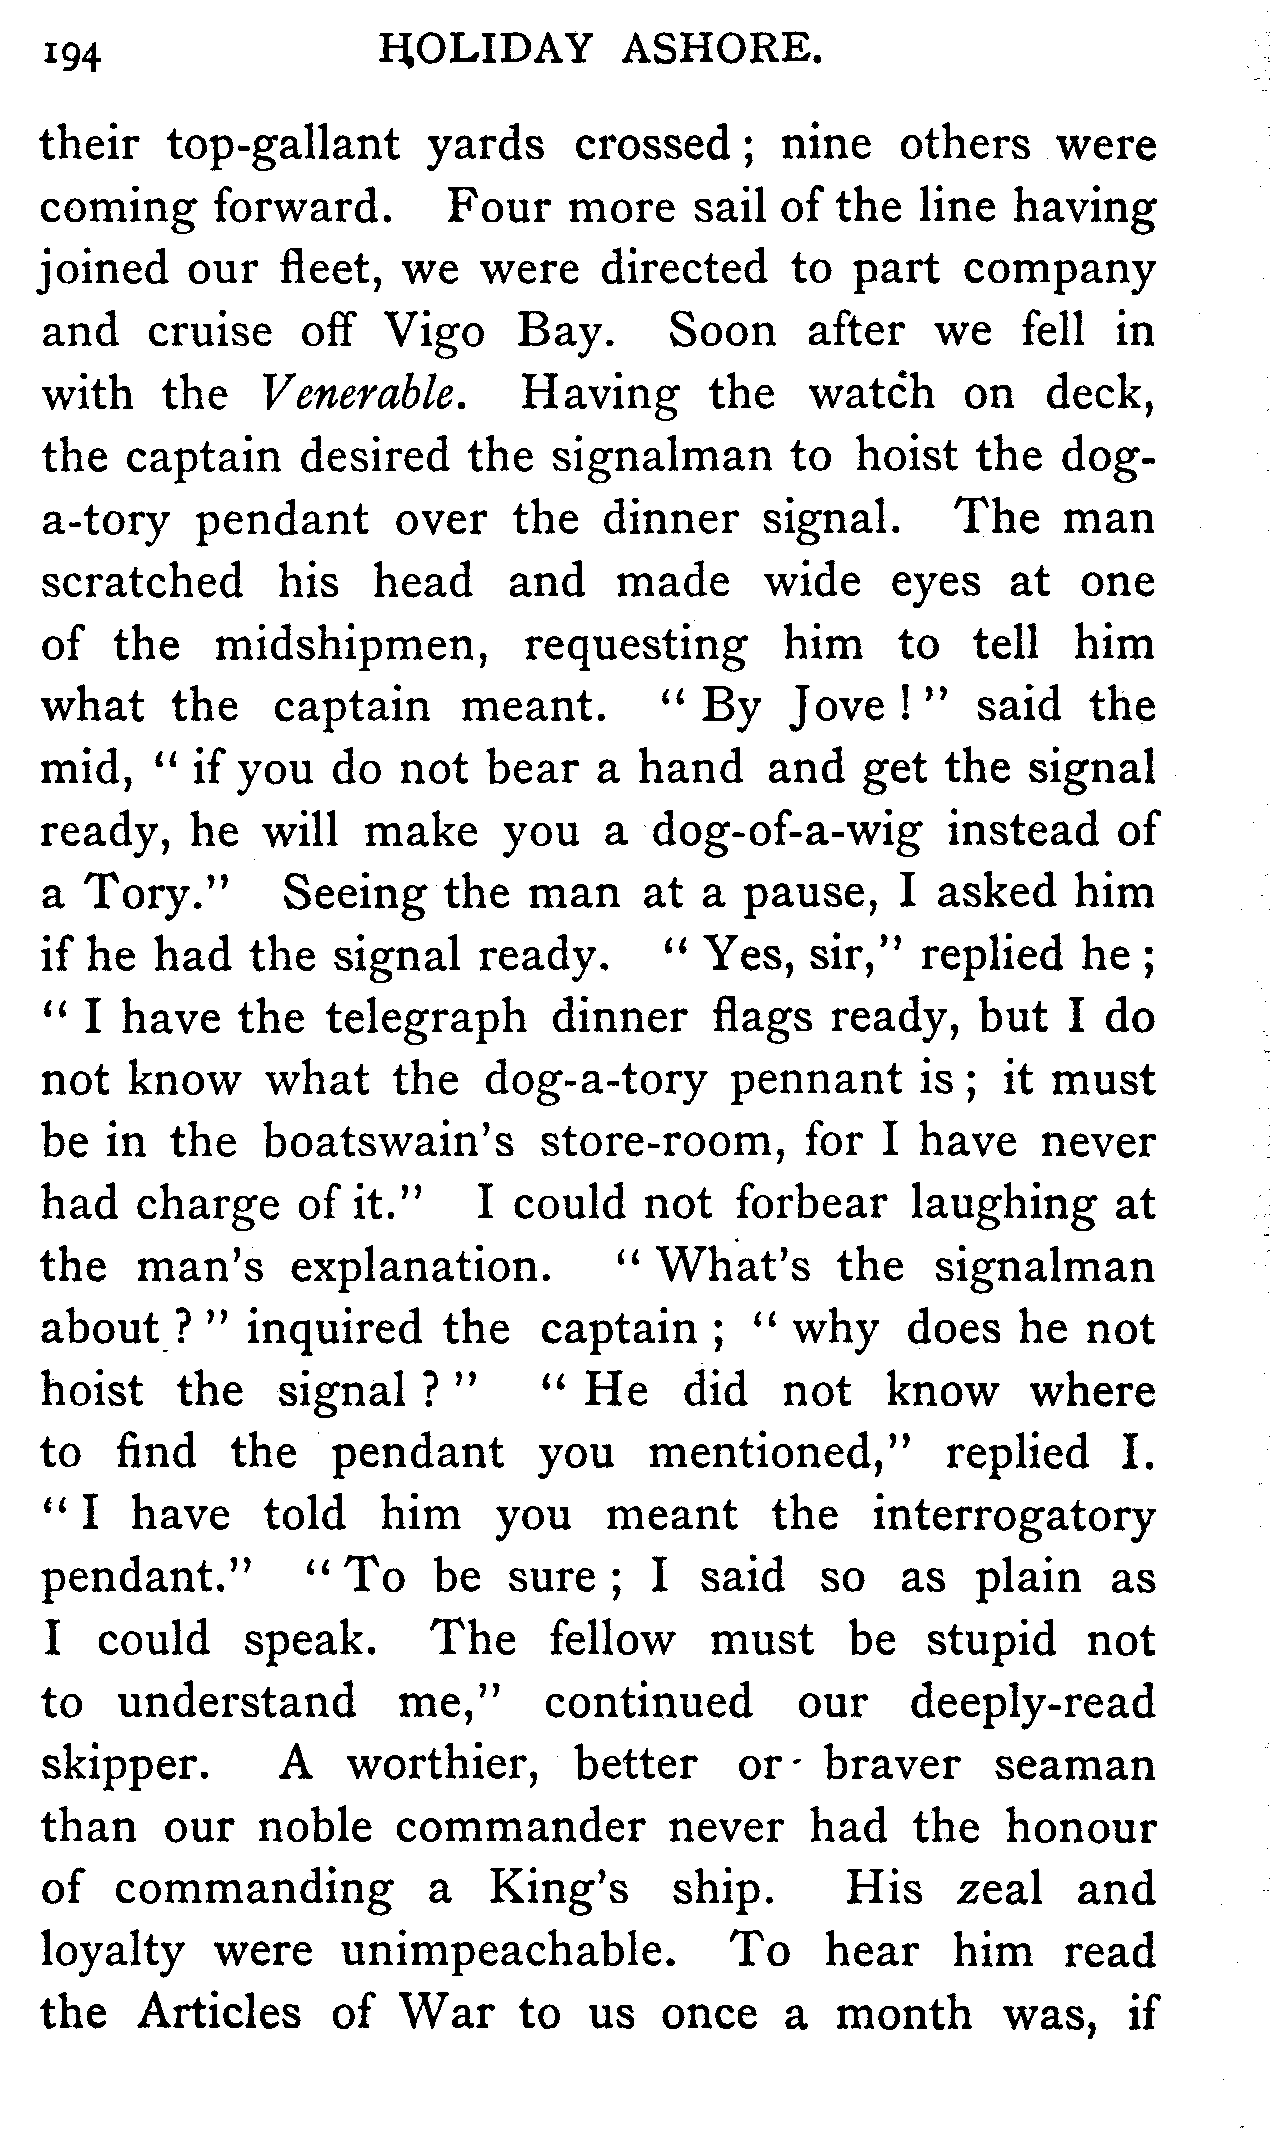 194 HOLIDAY ASHORE.
their top-gallant yards crossed; nine others were
coming forward. Four more sail of the line having
joined our fleet, we were directed to part company
and cruise off Vigo Bay. Soon after we fell in
with the Venerable. Having the watch on deck,
the captain desired the signalman to hoist the dog-
a-tory pendant over the dinner signal. The man
scratched his head and made wide eyes at one
of the midshipmen, requesting him to tell him
what the captain meant. "By Jove!" said the
mid, "if you do not bear a hand and get the signal
ready, he will make you a dog-of-a-wig instead of
a Tory." Seeing the man at a pause, I asked him
if he had the signal ready. "Yes, sir," replied he;
"I have the telegraph dinner flags ready, but I do
not know what the dog-a-tory pennant is; it must
be in the boatswain's store-room, for I have never
had charge of it." I could not forbear laughing at
the man's explanation. "What's the signalman
about?" inquired the captain; "why does he not
hoist the signal?" "He did not know where
to find the pendant you mentioned," replied I.
"I have told him you meant the interrogatory
pendant." "To be sure; I said so as plain as
I could speak. The fellow must be stupid not
to understand me," continued our deeply-read
skipper. A worthier, better or braver seaman
than our noble commander never had the honour
of commanding a King's ship. His zeal and
loyalty were unimpeachable. To hear him read
the Articles of War to us once a month was, if